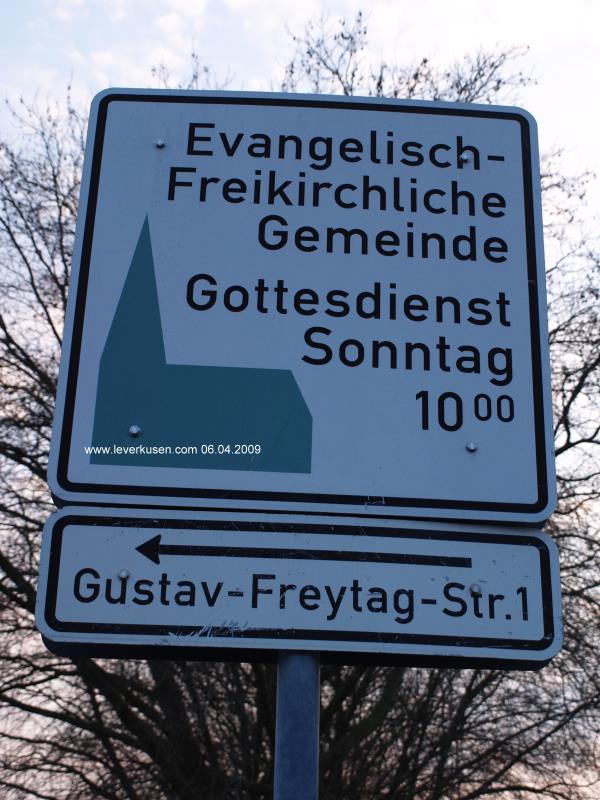 Evangelisch-
Freikirchliche
Gemeinde
Gottesdienst
Sonntag
10 00
www.leverkusen.com 06.04.2009
Gustav-Freytag-Str.1